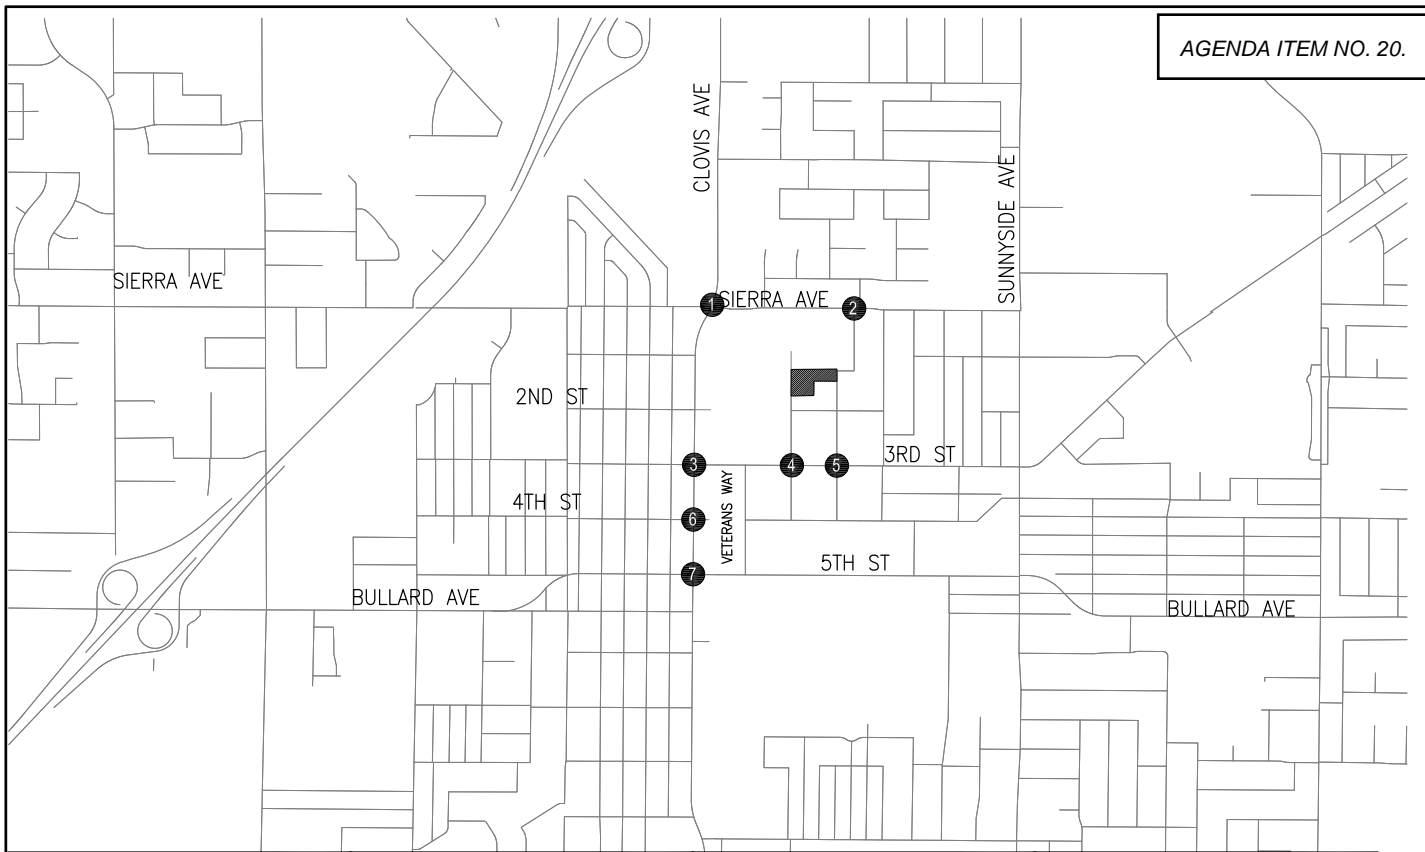 AGENDA ITEM NO. 20.
CLOVIS AVE
SUNNYSIDE AVE
SIERRA AVE
1
SIERRA AVE
2
2ND ST
3RD ST
3
4
5
VETERANS WAY
4TH ST
6
5TH ST
7
BULLARD AVE
BULLARD AVE